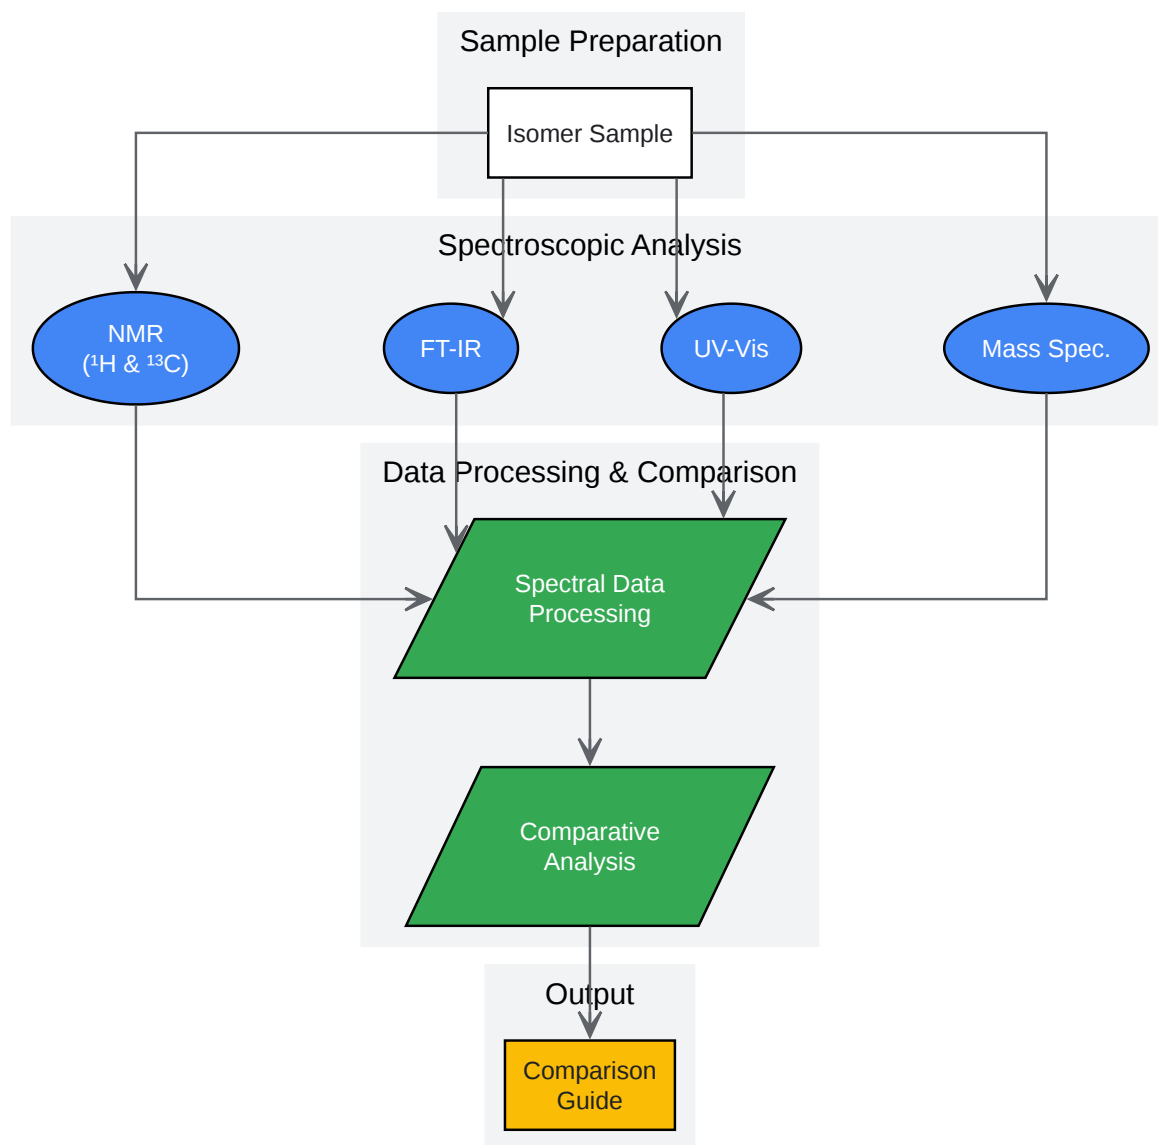 Sample Preparation
Isomer Sample
Spectroscopic Analysis
NMR
(¹H & ¹³C)
FT-IR
UV-Vis
Mass Spec.
Data Processing & Comparison
Spectral Data
Processing
Comparative
Analysis
Output
Comparison
Guide